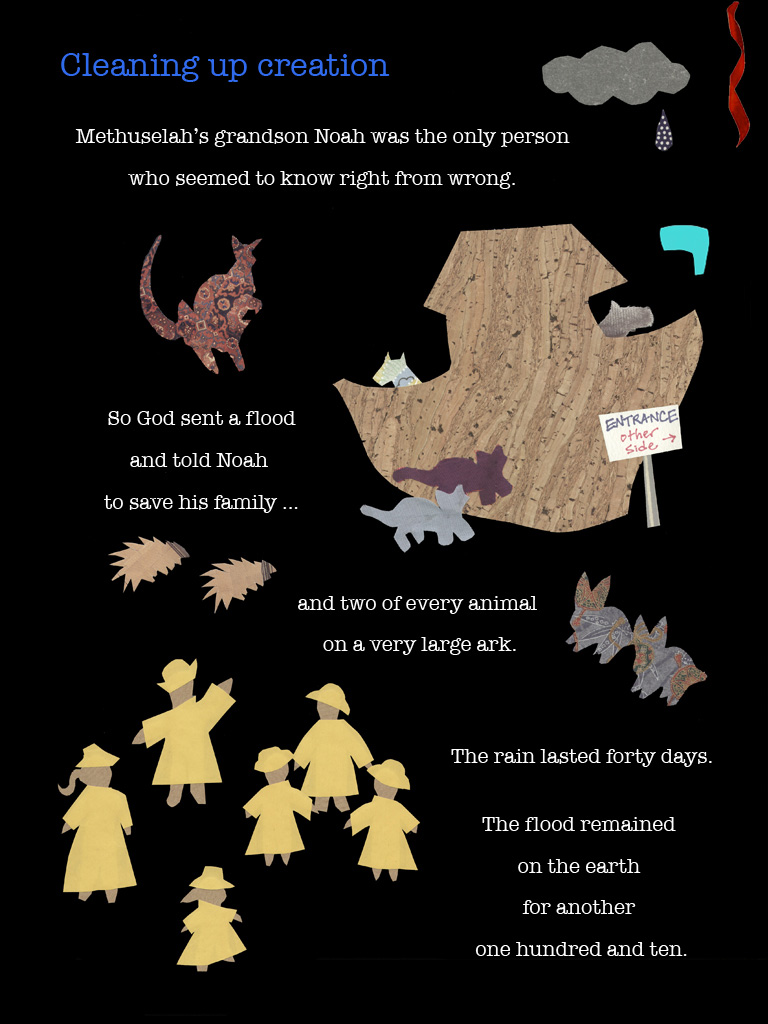 Cleaning up creation
Methuselah's grandson Noah was the only person
who seemed to know right from wrong.
ENTRANCE
other
side
So God sent a flood
and told Noah
to save his family ...
and two of every animal
on a very large ark.
The rain lasted forty days.
The flood remained
on the earth
for another
one hundred and ten.